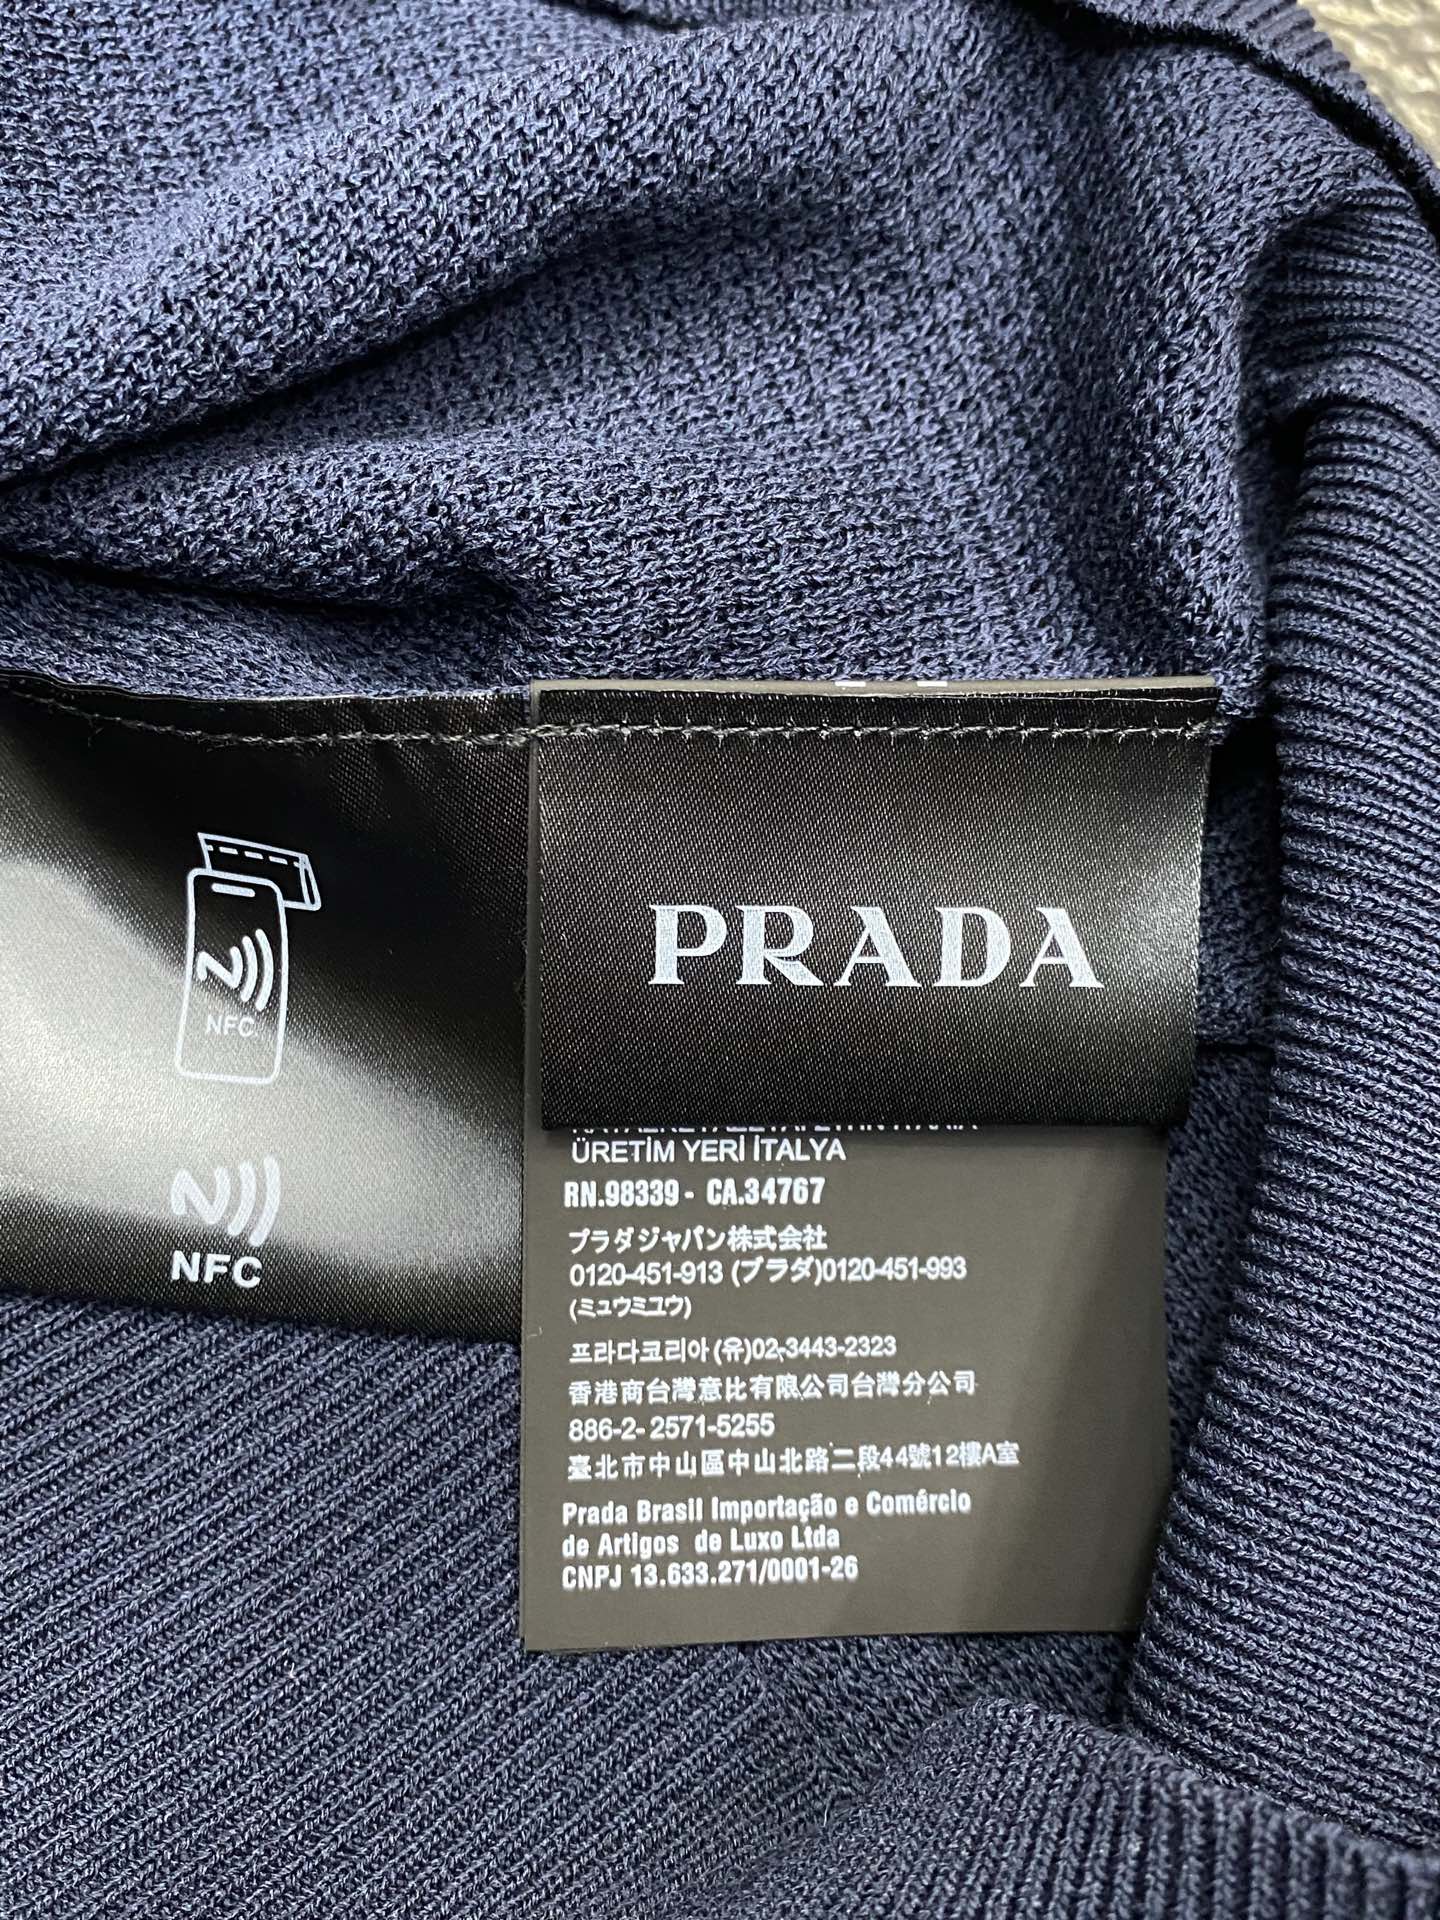 NFC
NFC
PRADA
ÜRETİM YERİ İTALYA
RN.98339 - CA.34767
プラダジャパン株式会社
0120-451-913 (プラダ)0120-451-993
(ミュウミュウ)
프라다코리아 (유)02-3443-2323
香港商台灣意比有限公司台灣分公司
886-2-2571-5255
臺北市中山區中山北路二段44號12樓A室
Prada Brasil Importação e Comércio
de Artigos de Luxo Ltda
CNPJ 13.633.271/0001-26